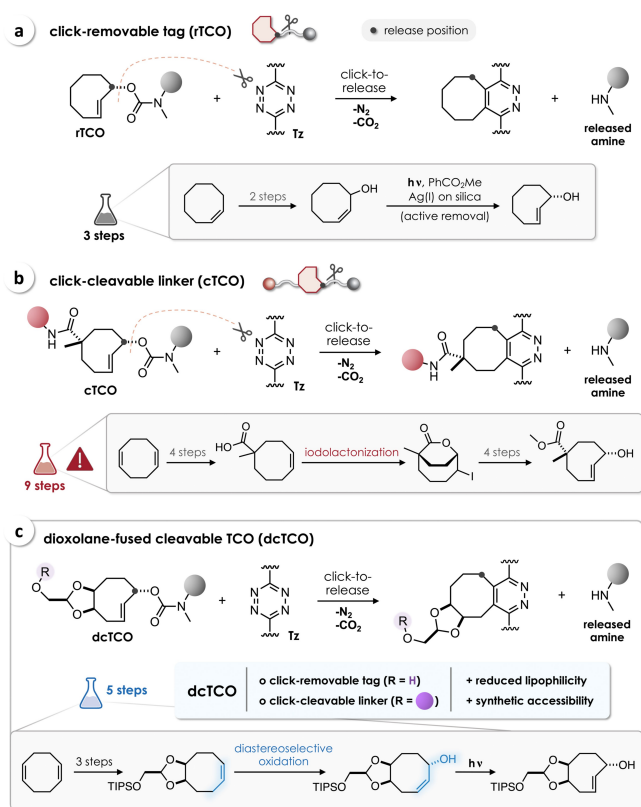 a click-removable tag (rTCO)
release position
O O N
rTCO
+
N N N N
Tz
click-to-release
-N₂
-CO₂
N N
+
HN
released amine
3 steps
2 steps
OH
hν, PhCO₂Me
Ag(I) on silica
(active removal)
OH
b click-cleavable linker (cTCO)
N H O O O N
cTCO
+
N N N N
Tz
click-to-release
-N₂
-CO₂
O N H N N
+
HN
released amine
9 steps
4 steps
HO O
iodolactonization
O O I
4 steps
O O OH
c dioxolane-fused cleavable TCO (dcTCO)
R O O O O O N
dcTCO
+
N N N N
Tz
click-to-release
-N₂
-CO₂
R O O O N N
+
HN
released amine
5 steps
dcTCO
o click-removable tag (R = H)
o click-cleavable linker (R = )
+ reduced lipophilicity
+ synthetic accessibility
3 steps
TIPSO O O
diastereoselective oxidation
TIPSO O O OH
hν
TIPSO O O OH